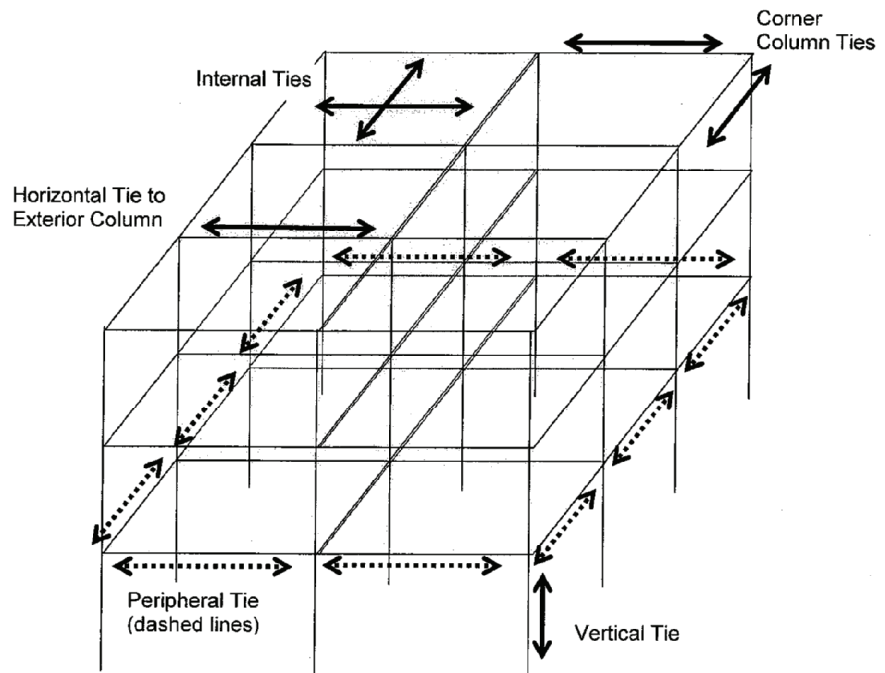 Corner
Column Ties
Internal Ties
Horizontal Tie to
Exterior Column
Peripheral Tie
(dashed lines)
Vertical Tie